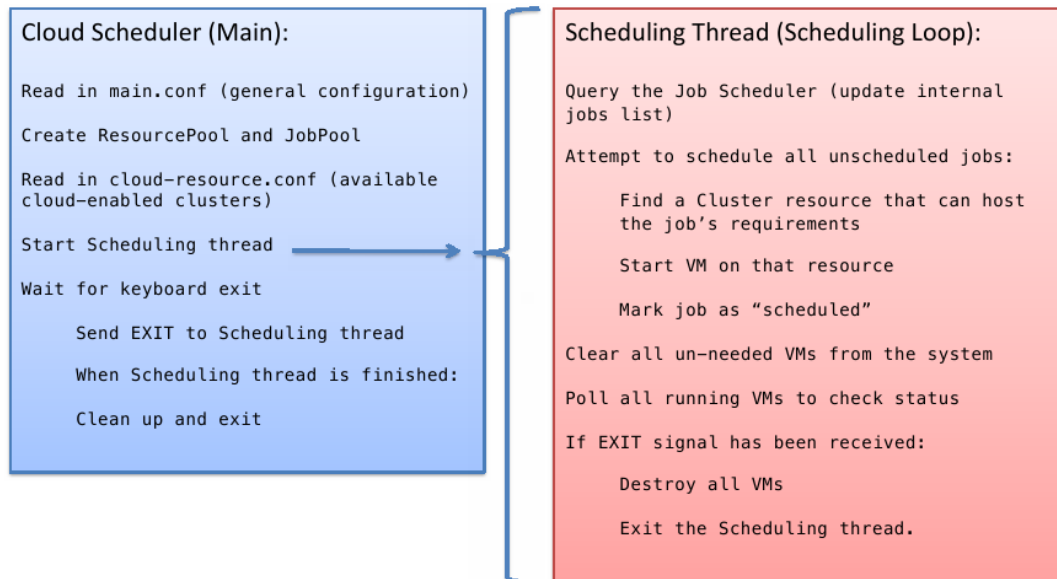 Cloud Scheduler (Main):
Read in main.conf (general configuration)
Create ResourcePool and JobPool
Read in cloud-resource.conf (available
cloud-enabled clusters)
Start Scheduling thread
Wait for keyboard exit
Send EXIT to Scheduling thread
When Scheduling thread is finished:
Clean up and exit
Scheduling Thread (Scheduling Loop):
Query the Job Scheduler (update internal
jobs list)
Attempt to schedule all unscheduled jobs:
Find a Cluster resource that can host
the job’s requirements
Start VM on that resource
Mark job as “scheduled”
Clear all un-needed VMs from the system
Poll all running VMs to check status
If EXIT signal has been received:
Destroy all VMs
Exit the Scheduling thread.